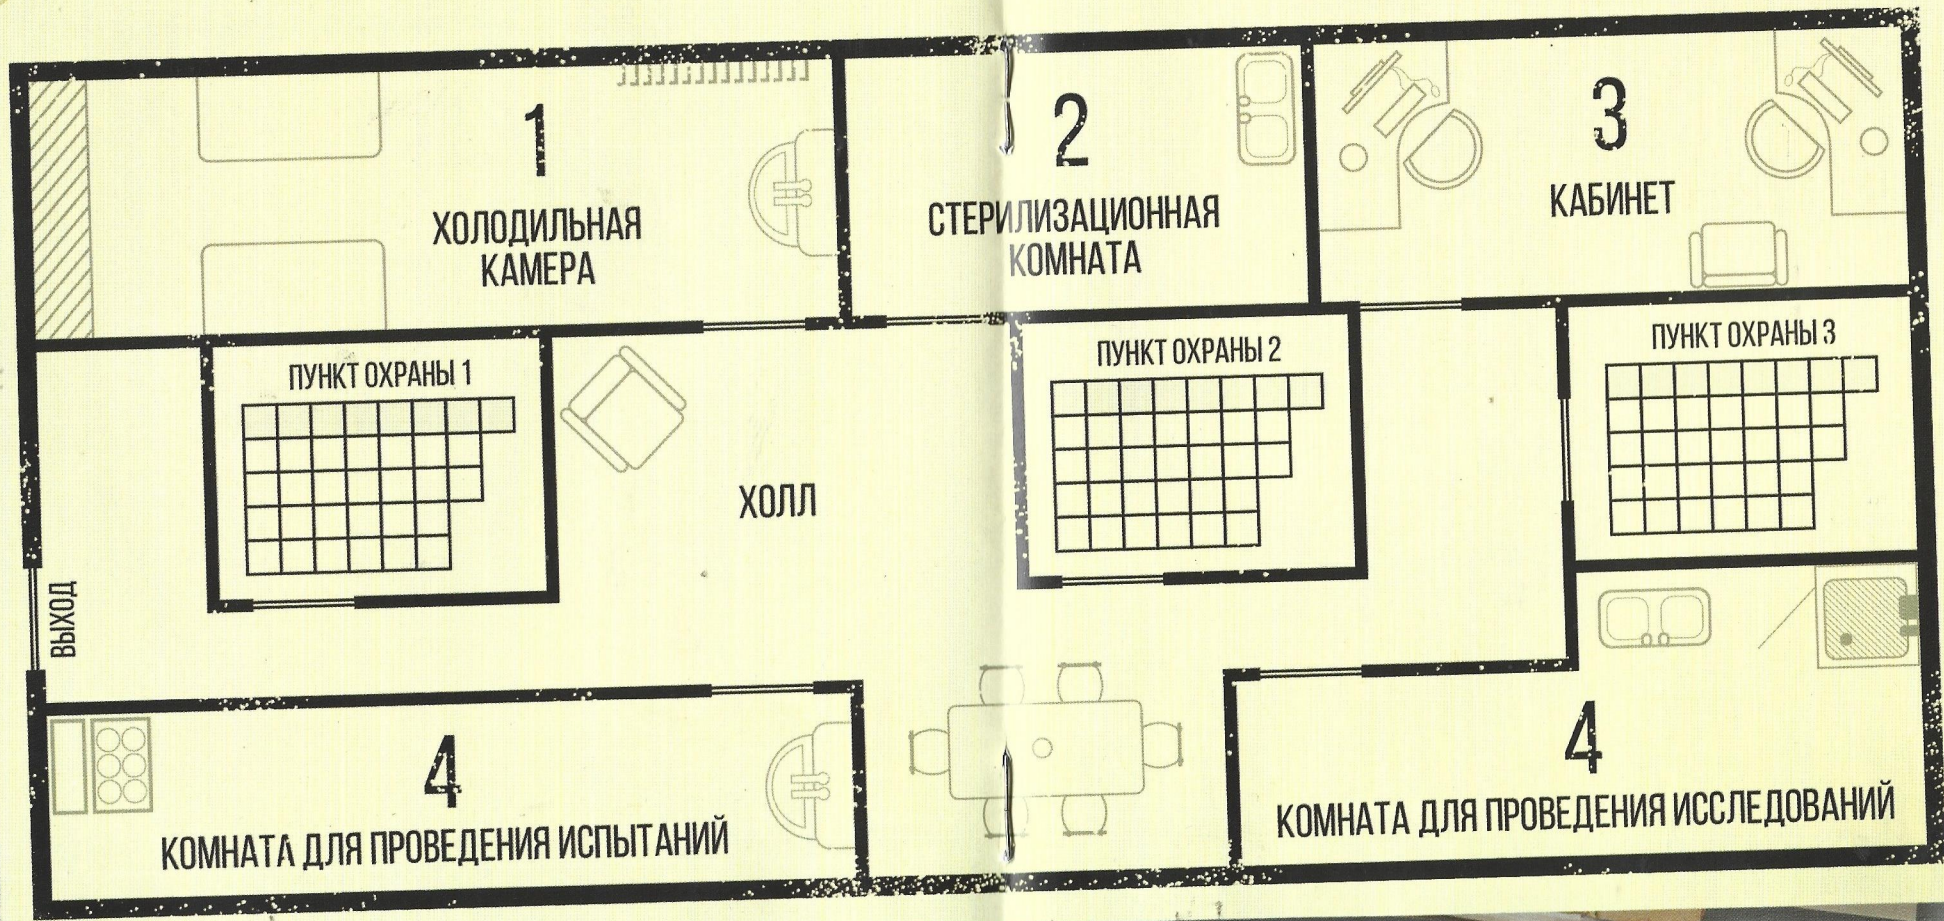 1
ХОЛОДИЛЬНАЯ
КАМЕРА
2
СТЕРИЛИЗАЦИОННАЯ
КОМНАТА
3
КАБИНЕТ
ПУНКТ ОХРАНЫ 1
ХОЛЛ
ПУНКТ ОХРАНЫ 2
ПУНКТ ОХРАНЫ 3
ВЫХОД
4
КОМНАТА ДЛЯ ПРОВЕДЕНИЯ ИСПЫТАНИЙ
4
КОМНАТА ДЛЯ ПРОВЕДЕНИЯ ИССЛЕДОВАНИЙ